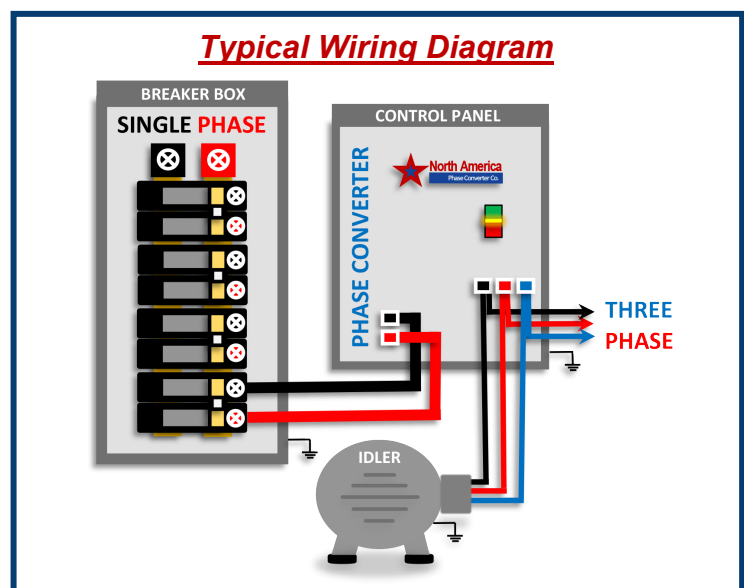 Typical Wiring Diagram
BREAKER BOX
SINGLE PHASE
CONTROL PANEL
PHASE CONVERTER
North America
Phase Converter Co.
THREE
PHASE
IDLER